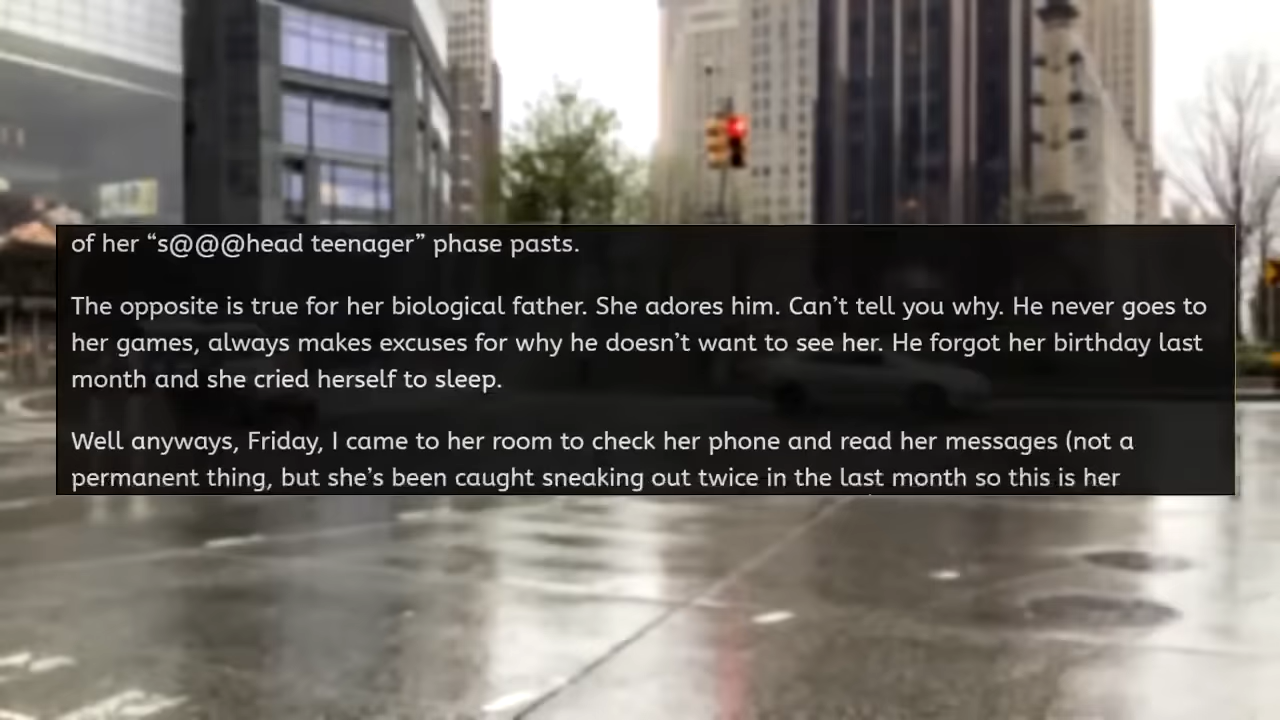 of her “s@@@head teenager” phase pasts.
The opposite is true for her biological father. She adores him. Can’t tell you why. He never goes to
her games, always makes excuses for why he doesn’t want to see her. He forgot her birthday last
month and she cried herself to sleep.
Well anyways, Friday, I came to her room to check her phone and read her messages (not a
permanent thing, but she’s been caught sneaking out twice in the last month so this is her